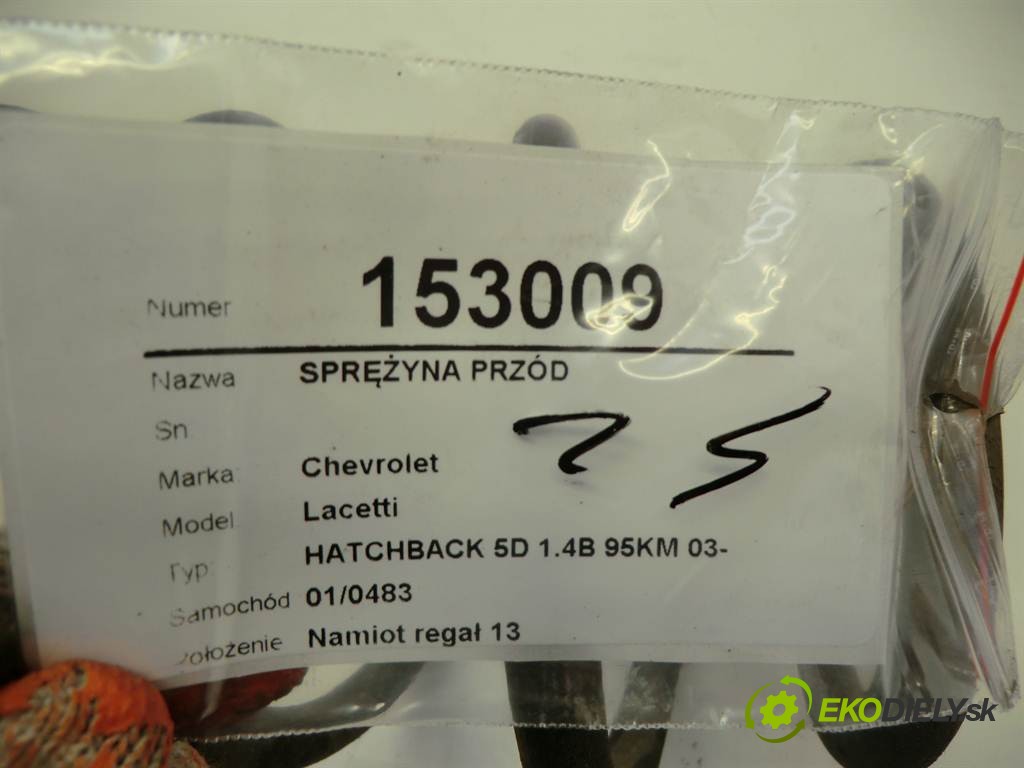 Numer 153009
Nazwa SPRĘŻYNA PRZÓD
Sn
Marka Chevrolet
Model Lacetti
Typ HATCHBACK 5D 1.4B 95KM 03-
Samochód 01/0483
Położenie Namiot regał 13
EKODIELY.sk